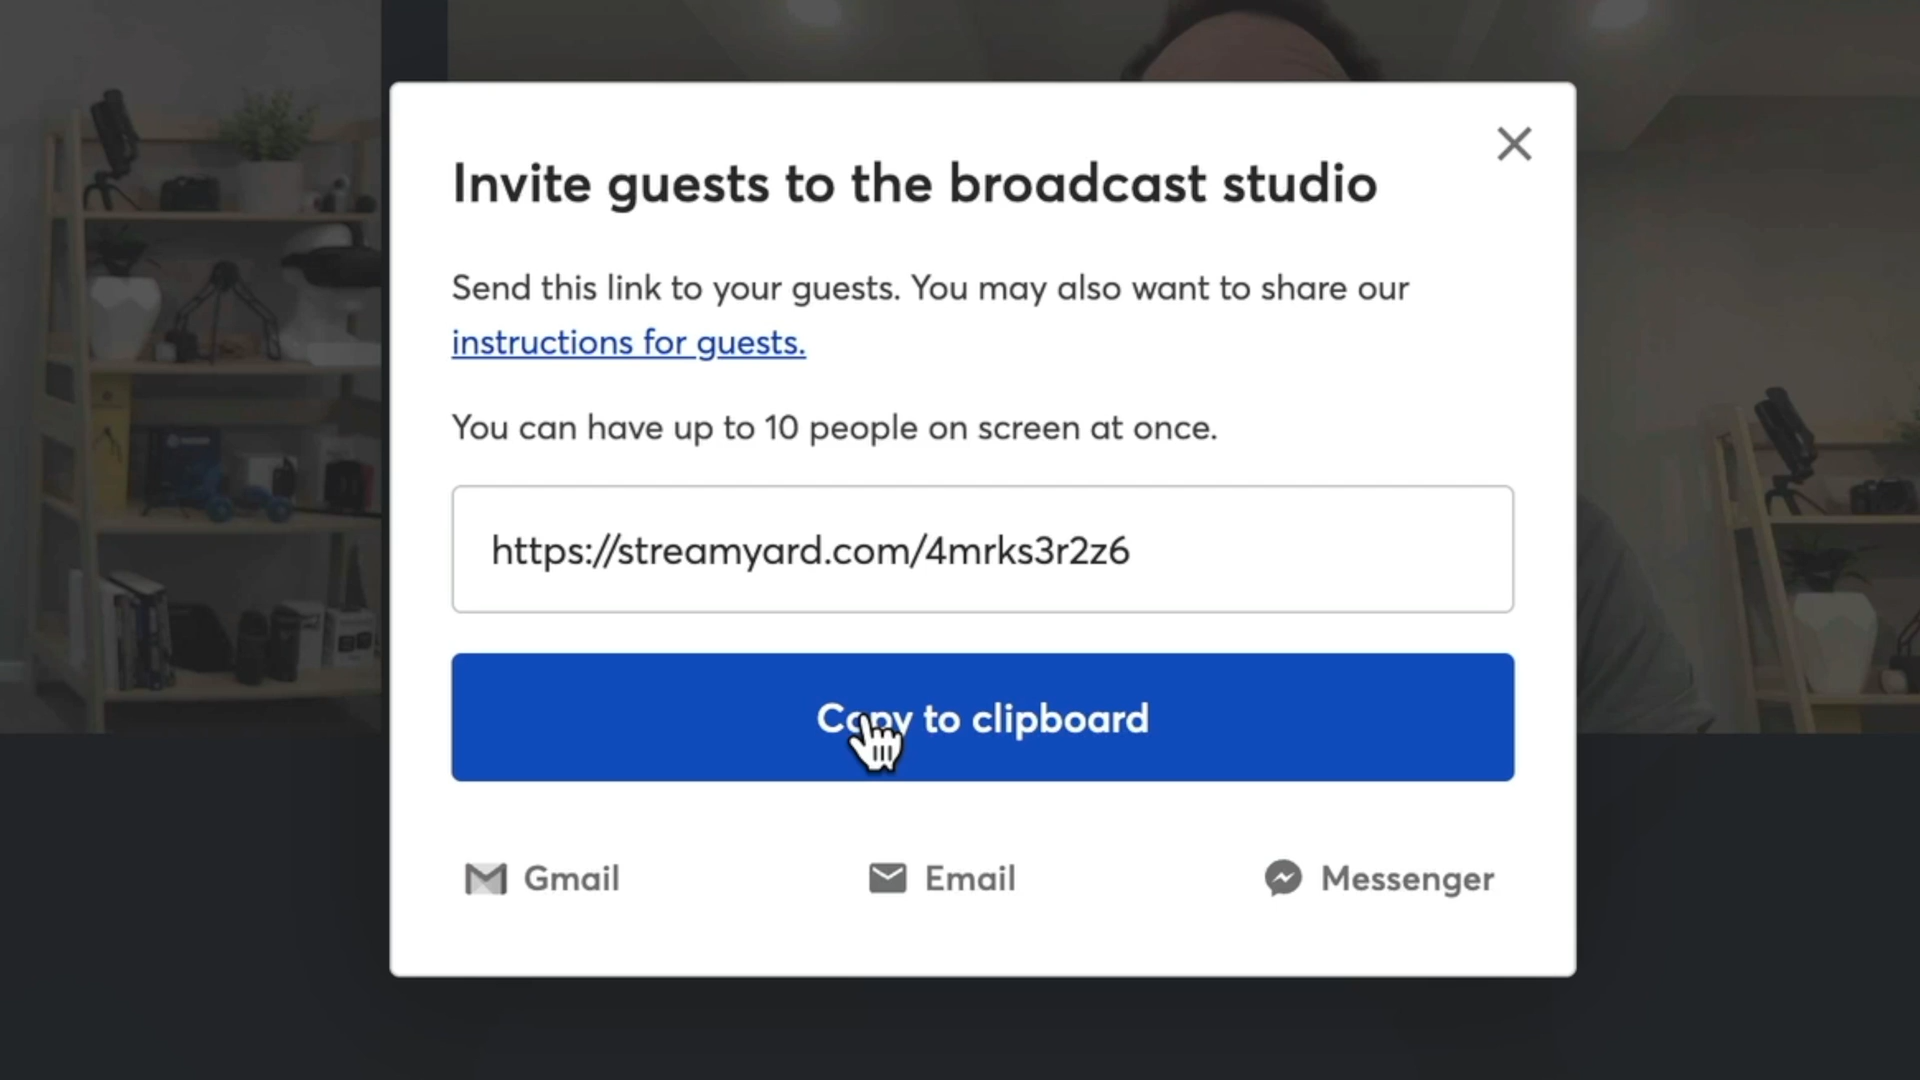 Invite guests to the broadcast studio
Send this link to your guests. You may also want to share our
instructions for guests.
You can have up to 10 people on screen at once.
https://streamyard.com/4mrks3r2z6
Copy to clipboard
Gmail
Email
Messenger